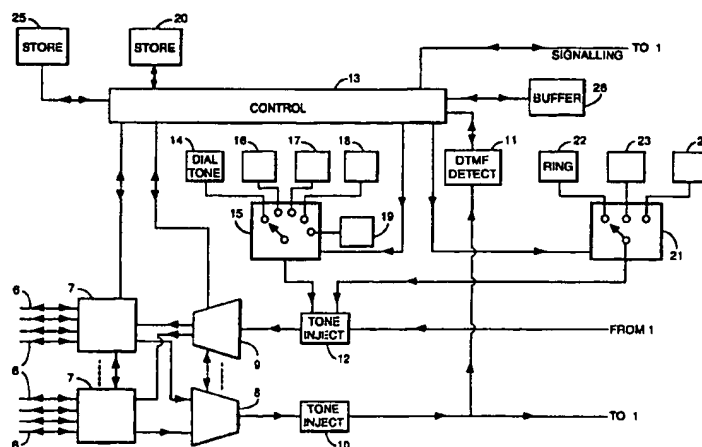 25
STORE
20
STORE
13
CONTROL
SIGNALLING
TO 1
BUFFER
26
14
DIAL TONE
16
17
18
11
DTMF DETECT
22
RING
23
15
19
21
6
7
9
TONE INJECT
12
FROM 1
6
7
8
TONE INJECT
10
TO 1
6